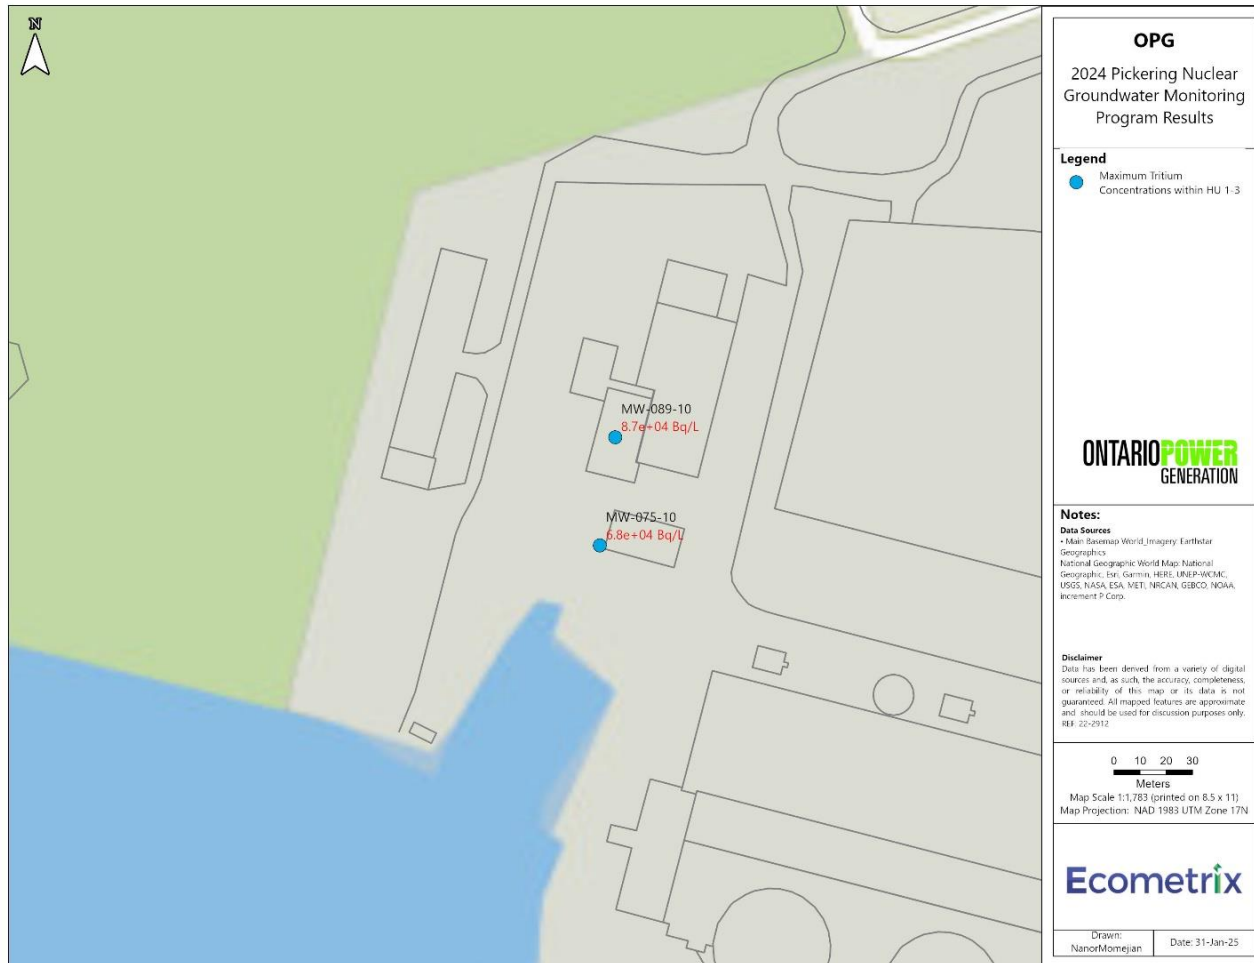 N
MW-089-10
8.7e+04 Bq/L
MW-075-10
6.8e+04 Bq/L
OPG
2024 Pickering Nuclear
Groundwater Monitoring
Program Results
Legend
Maximum Tritium
Concentrations within HU 1-3
ONTARIOPOWER
GENERATION
Notes:
Data Sources
• Main Basemap World_Imagery: Earthstar
Geographics
National Geographic World Map: National
Geographic, Esri, Garmin, HERE, UNEP-WCMC,
USGS, NASA, ESA, METI, NRCAN, GEBCO, NOAA,
increment P Corp.
Disclaimer
Data has been derived from a variety of digital
sources and, as such, the accuracy, completeness,
or reliability of this map or its data is not
guaranteed. All mapped features are approximate
and should be used for discussion purposes only.
REF: 22-2912
0 10 20 30
Meters
Map Scale 1:1,783 (printed on 8.5 x 11)
Map Projection: NAD 1983 UTM Zone 17N
Ecometrix
Drawn:
NanorMomejian
Date: 31-Jan-25